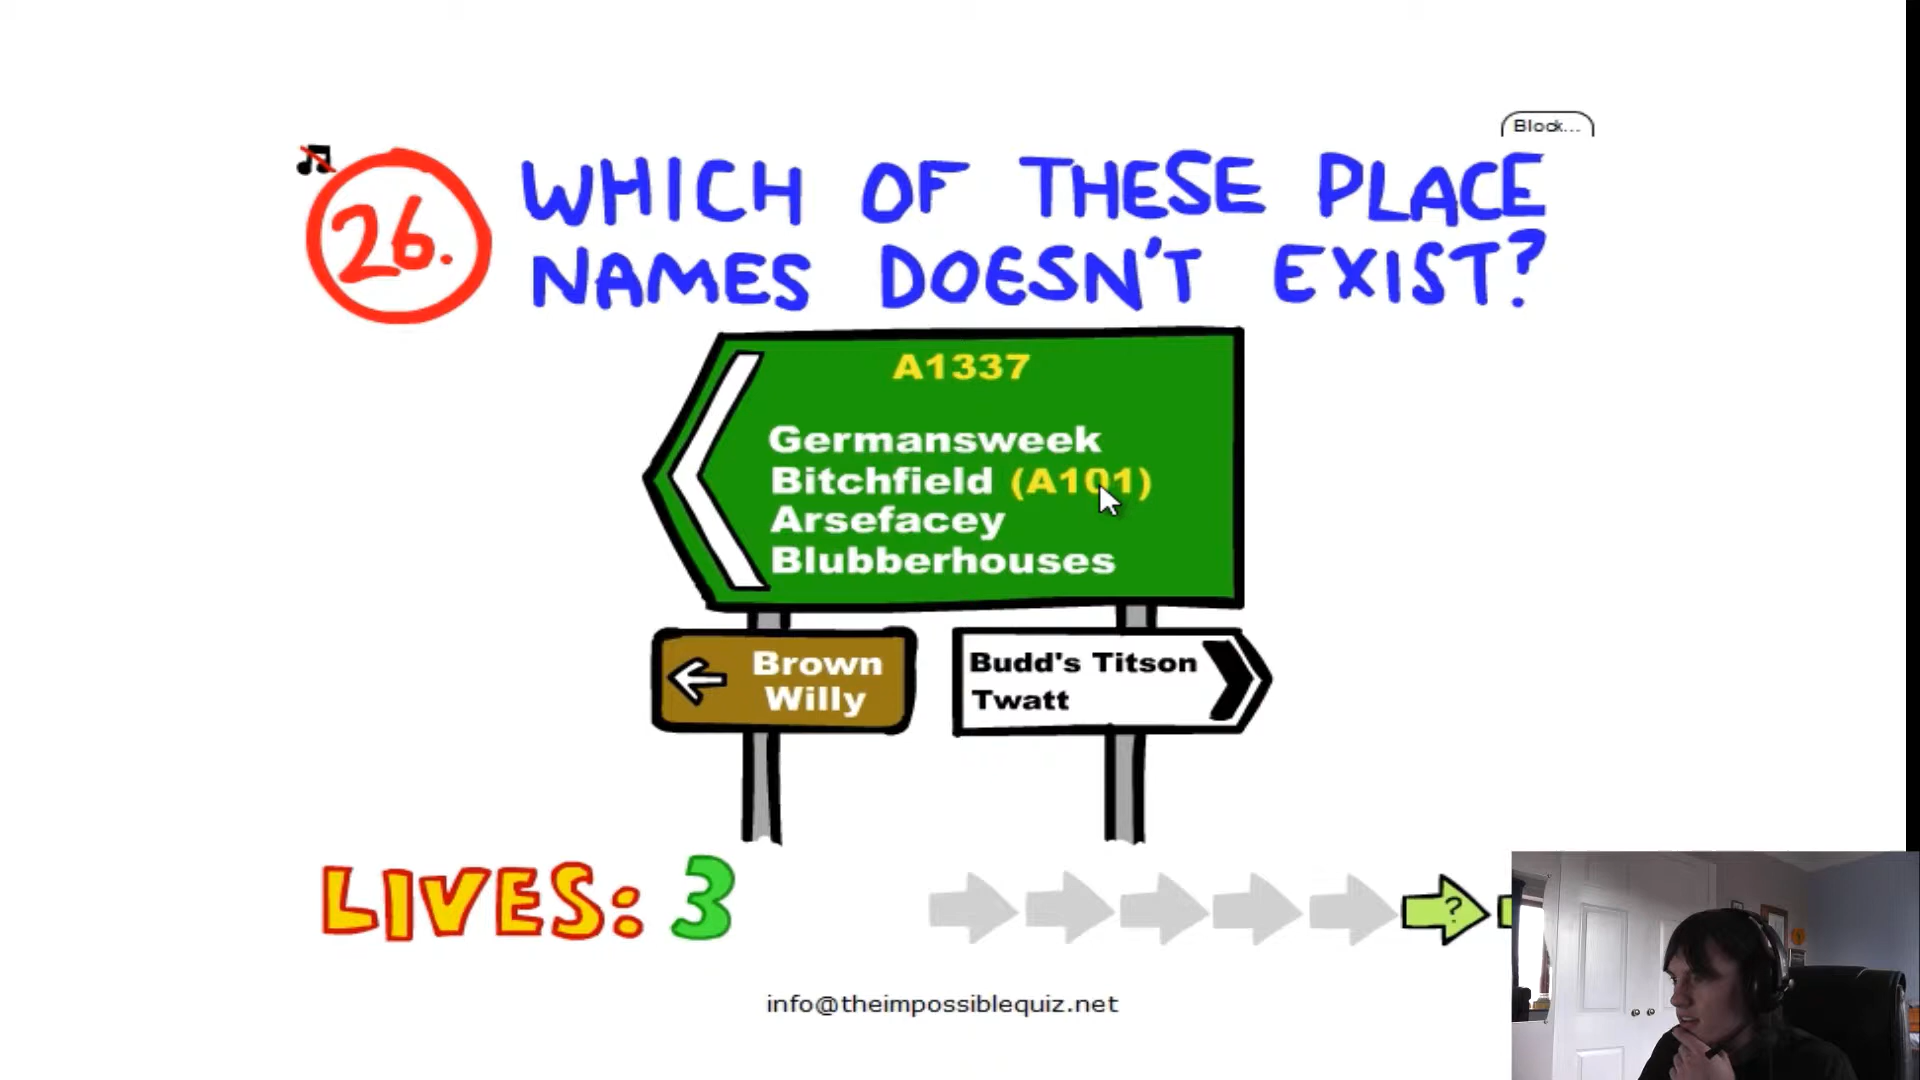 Block...
26.
WHICH OF THESE PLACE
NAMES DOESN'T EXIST?
A1337
Germansweek
Bitchfield (A101)
Arsefacey
Blubberhouses
Brown
Willy
Budd's Titson
Twatt
LIVES: 3
?
info@theimpossiblequiz.net